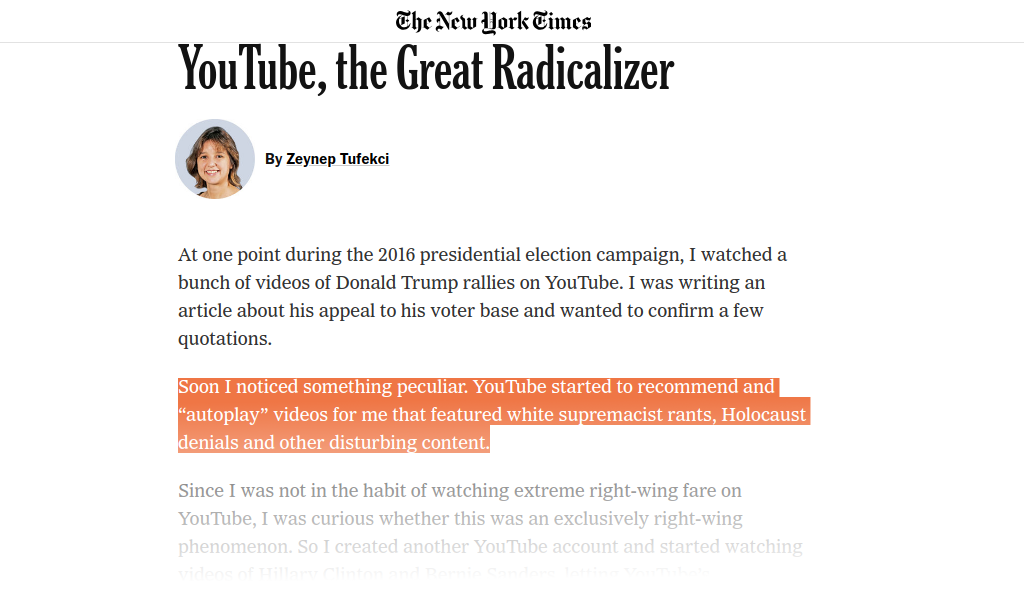 The New York Times
YouTube, the Great Radicalizer
By Zeynep Tufekci
At one point during the 2016 presidential election campaign, I watched a
bunch of videos of Donald Trump rallies on YouTube. I was writing an
article about his appeal to his voter base and wanted to confirm a few
quotations.
Soon I noticed something peculiar. YouTube started to recommend and
“autoplay” videos for me that featured white supremacist rants, Holocaust
denials and other disturbing content.
Since I was not in the habit of watching extreme right-wing fare on
YouTube, I was curious whether this was an exclusively right-wing
phenomenon. So I created another YouTube account and started watching
videos of Hillary Clinton and Bernie Sanders, letting YouTube's